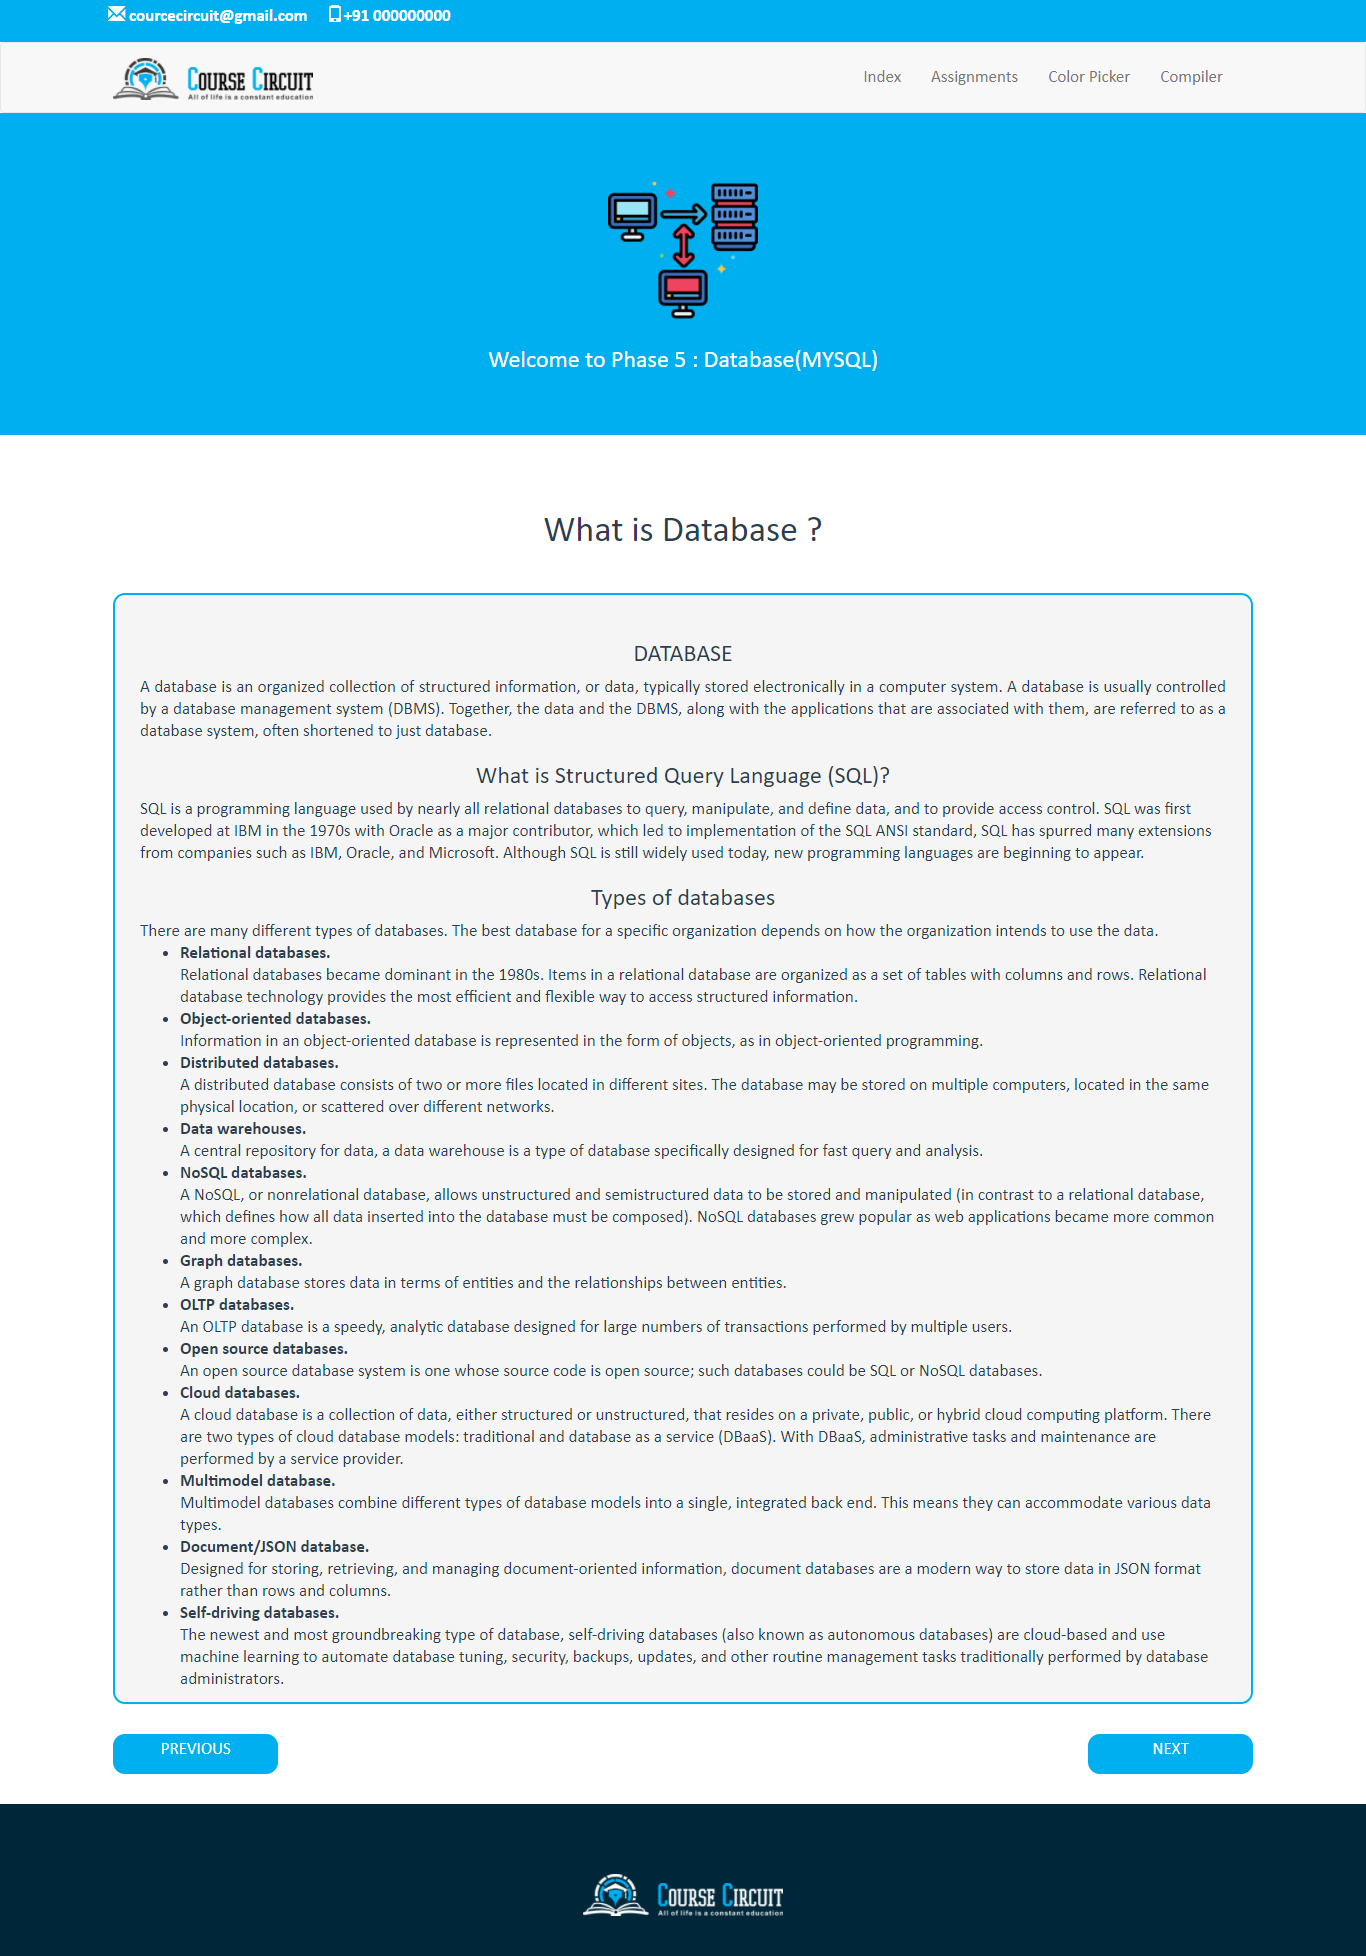 courcecircuit@gmail.com +91 000000000
COURSE CIRCUIT
All of life is a constant education
Index Assignments Color Picker Compiler
Welcome to Phase 5 : Database(MYSQL)
What is Database ?
DATABASE
A database is an organized collection of structured information, or data, typically stored electronically in a computer system. A database is usually controlled
by a database management system (DBMS). Together, the data and the DBMS, along with the applications that are associated with them, are referred to as a
database system, often shortened to just database.
What is Structured Query Language (SQL)?
SQL is a programming language used by nearly all relational databases to query, manipulate, and define data, and to provide access control. SQL was first
developed at IBM in the 1970s with Oracle as a major contributor, which led to implementation of the SQL ANSI standard, SQL has spurred many extensions
from companies such as IBM, Oracle, and Microsoft. Although SQL is still widely used today, new programming languages are beginning to appear.
Types of databases
There are many different types of databases. The best database for a specific organization depends on how the organization intends to use the data.
• Relational databases.
Relational databases became dominant in the 1980s. Items in a relational database are organized as a set of tables with columns and rows. Relational
database technology provides the most efficient and flexible way to access structured information.
• Object-oriented databases.
Information in an object-oriented database is represented in the form of objects, as in object-oriented programming.
• Distributed databases.
A distributed database consists of two or more files located in different sites. The database may be stored on multiple computers, located in the same
physical location, or scattered over different networks.
• Data warehouses.
A central repository for data, a data warehouse is a type of database specifically designed for fast query and analysis.
• NoSQL databases.
A NoSQL, or nonrelational database, allows unstructured and semistructured data to be stored and manipulated (in contrast to a relational database,
which defines how all data inserted into the database must be composed). NoSQL databases grew popular as web applications became more common
and more complex.
• Graph databases.
A graph database stores data in terms of entities and the relationships between entities.
• OLTP databases.
An OLTP database is a speedy, analytic database designed for large numbers of transactions performed by multiple users.
• Open source databases.
An open source database system is one whose source code is open source; such databases could be SQL or NoSQL databases.
• Cloud databases.
A cloud database is a collection of data, either structured or unstructured, that resides on a private, public, or hybrid cloud computing platform. There
are two types of cloud database models: traditional and database as a service (DBaaS). With DBaaS, administrative tasks and maintenance are
performed by a service provider.
• Multimodel database.
Multimodel databases combine different types of database models into a single, integrated back end. This means they can accommodate various data
types.
• Document/JSON database.
Designed for storing, retrieving, and managing document-oriented information, document databases are a modern way to store data in JSON format
rather than rows and columns.
• Self-driving databases.
The newest and most groundbreaking type of database, self-driving databases (also known as autonomous databases) are cloud-based and use
machine learning to automate database tuning, security, backups, updates, and other routine management tasks traditionally performed by database
administrators.
PREVIOUS NEXT
COURSE CIRCUIT
All of life is a constant education